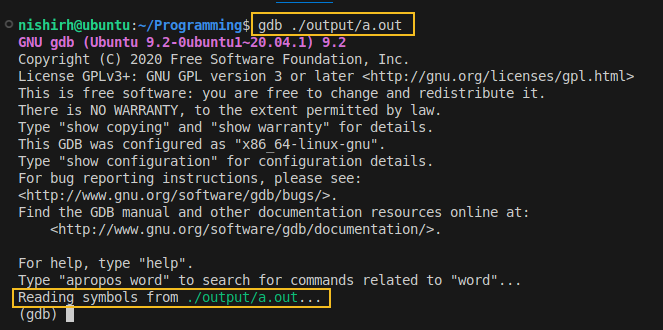 nishirh@ubuntu:~/Programming$ gdb ./output/a.out
GNU gdb (Ubuntu 9.2-0ubuntu1~20.04.1) 9.2
Copyright (C) 2020 Free Software Foundation, Inc.
License GPLv3+: GNU GPL version 3 or later <http://gnu.org/licenses/gpl.html>
This is free software: you are free to change and redistribute it.
There is NO WARRANTY, to the extent permitted by law.
Type "show copying" and "show warranty" for details.
This GDB was configured as "x86_64-linux-gnu".
Type "show configuration" for configuration details.
For bug reporting instructions, please see:
<http://www.gnu.org/software/gdb/bugs/>.
Find the GDB manual and other documentation resources online at:
    <http://www.gnu.org/software/gdb/documentation/>.

For help, type "help".
Type "apropos word" to search for commands related to "word"...
Reading symbols from ./output/a.out...
(gdb)